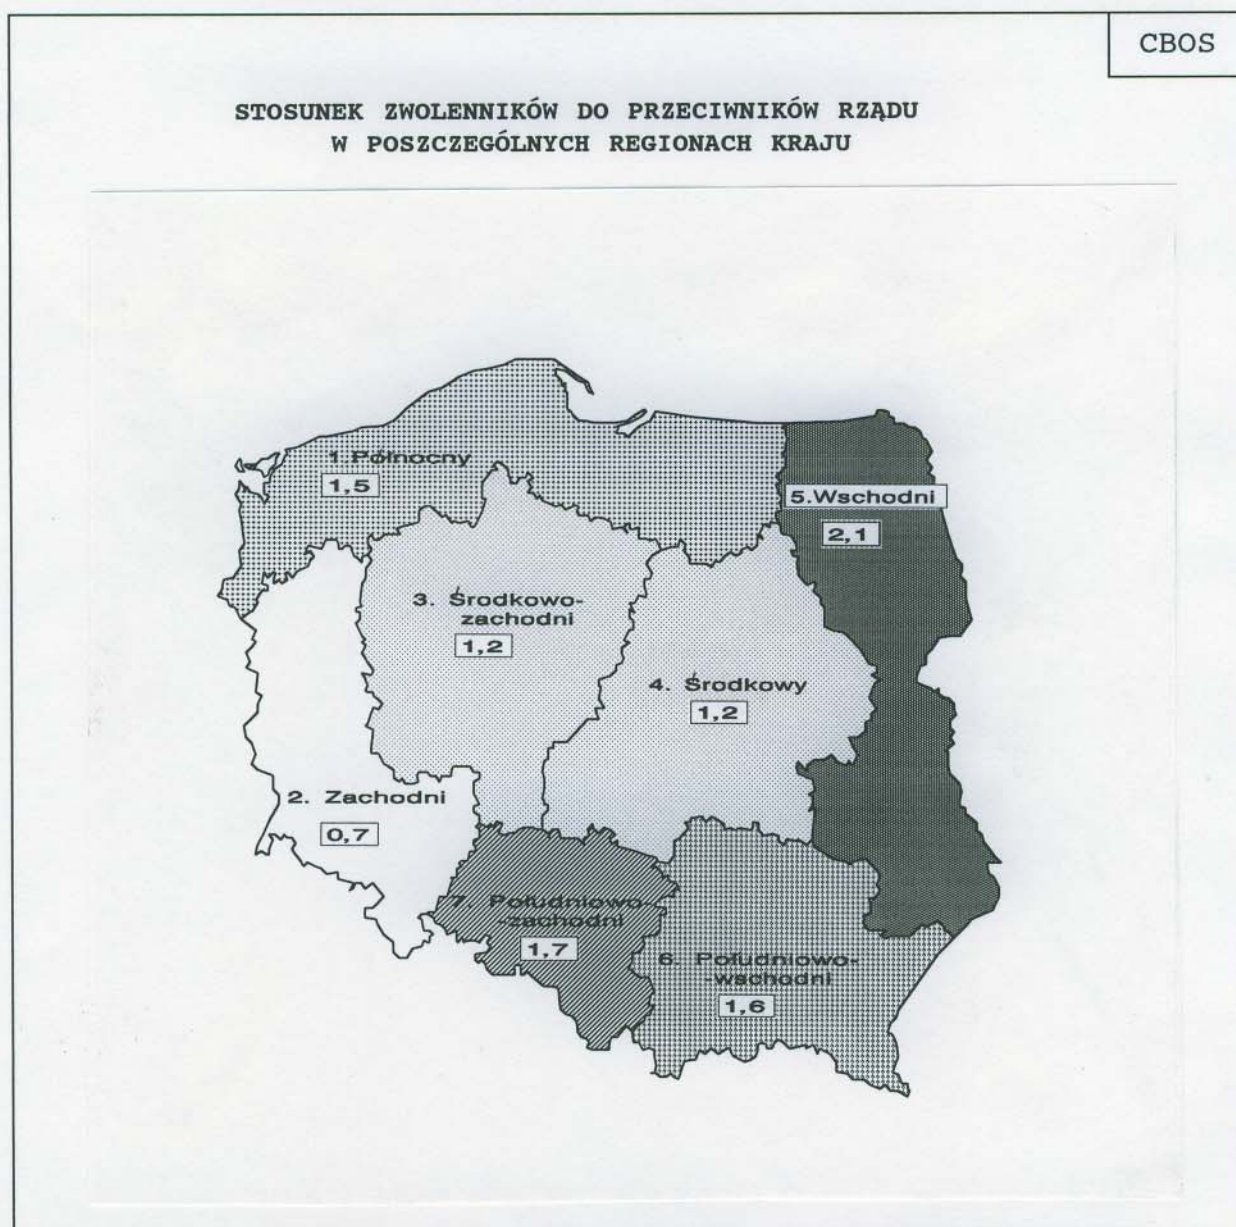 CBOS
STOSUNEK ZWOLENNIKÓW DO PRZECIWNIKÓW RZĄDU
W POSZCZEGÓLNYCH REGIONACH KRAJU
1.Północny
1,5
5.Wschodni
2,1
3. Środkowo-
zachodni
1,2
4. Środkowy
1,2
2. Zachodni
0,7
7. Południowo-
-zachodni
1,7
6. Południowo-
-wschodni
1,6